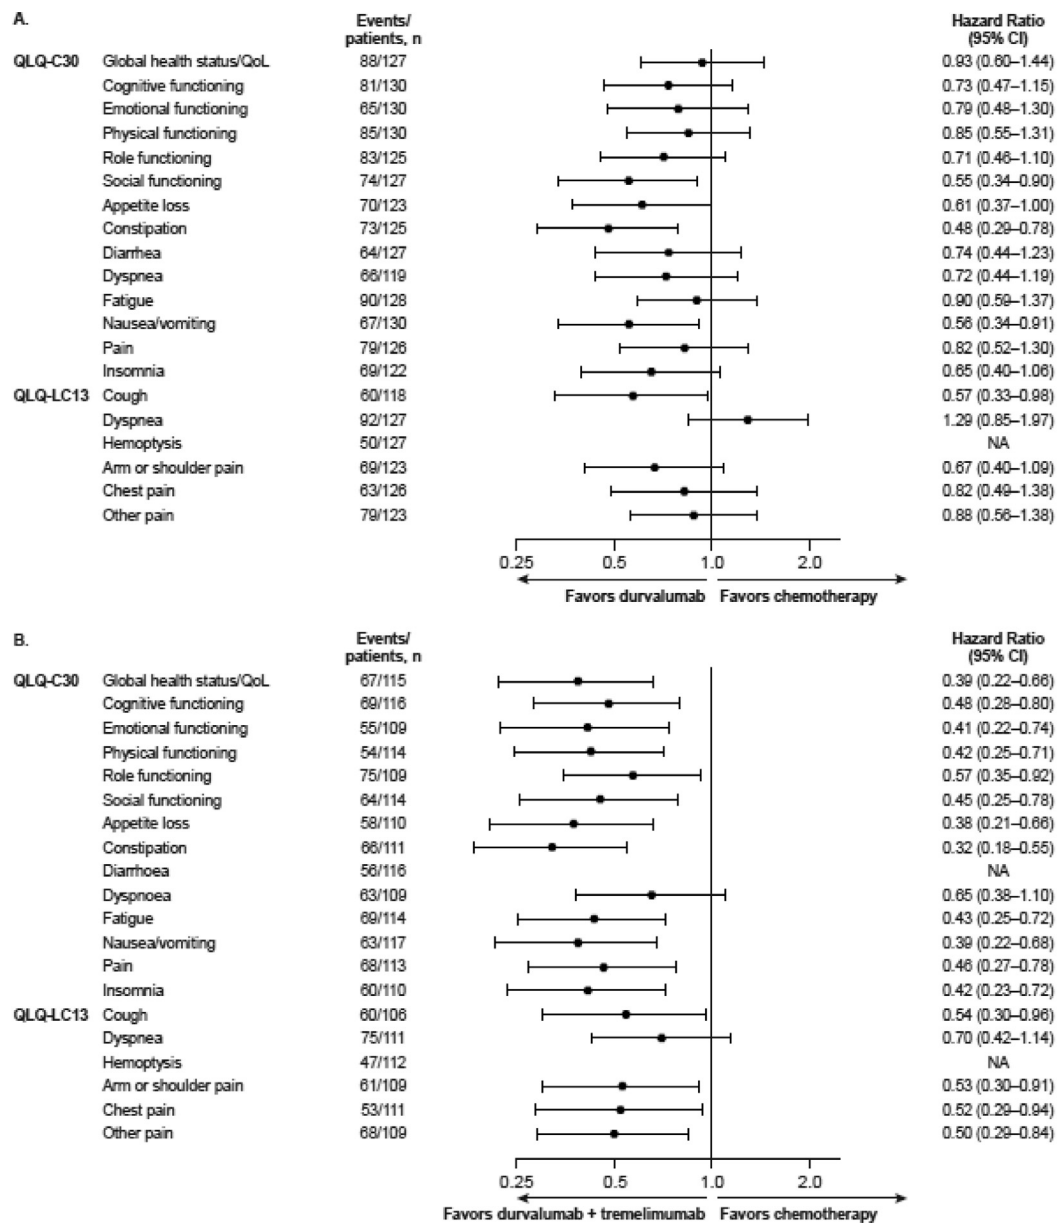 A.
Events/ Hazard Ratio
patients, n (95% CI)
QLQ-C30 Global health status/QoL 88/127 0.93 (0.60–1.44)
Cognitive functioning 81/130 0.73 (0.47–1.15)
Emotional functioning 65/130 0.79 (0.48–1.30)
Physical functioning 85/130 0.85 (0.55–1.31)
Role functioning 83/125 0.71 (0.46–1.10)
Social functioning 74/127 0.55 (0.34–0.90)
Appetite loss 70/123 0.61 (0.37–1.00)
Constipation 73/125 0.48 (0.29–0.78)
Diarrhea 64/127 0.74 (0.44–1.23)
Dyspnea 66/119 0.72 (0.44–1.19)
Fatigue 90/128 0.90 (0.59–1.37)
Nausea/vomiting 67/130 0.56 (0.34–0.91)
Pain 79/126 0.82 (0.52–1.30)
Insomnia 69/122 0.65 (0.40–1.06)
QLQ-LC13 Cough 60/118 0.57 (0.33–0.98)
Dyspnea 92/127 1.29 (0.85–1.97)
Hemoptysis 50/127 NA
Arm or shoulder pain 69/123 0.67 (0.40–1.09)
Chest pain 63/126 0.82 (0.49–1.38)
Other pain 79/123 0.88 (0.56–1.38)
0.25 0.5 1.0 2.0
Favors durvalumab Favors chemotherapy
B.
Events/ Hazard Ratio
patients, n (95% CI)
QLQ-C30 Global health status/QoL 67/115 0.39 (0.22–0.66)
Cognitive functioning 69/116 0.48 (0.28–0.80)
Emotional functioning 55/109 0.41 (0.22–0.74)
Physical functioning 54/114 0.42 (0.25–0.71)
Role functioning 75/109 0.57 (0.35–0.92)
Social functioning 64/114 0.45 (0.25–0.78)
Appetite loss 58/110 0.38 (0.21–0.66)
Constipation 66/111 0.32 (0.18–0.55)
Diarrhoea 56/116 NA
Dyspnoea 63/109 0.65 (0.38–1.10)
Fatigue 69/114 0.43 (0.25–0.72)
Nausea/vomiting 63/117 0.39 (0.22–0.68)
Pain 68/113 0.46 (0.27–0.78)
Insomnia 60/110 0.42 (0.23–0.72)
QLQ-LC13 Cough 60/106 0.54 (0.30–0.96)
Dyspnea 75/111 0.70 (0.42–1.14)
Hemoptysis 47/112 NA
Arm or shoulder pain 61/109 0.53 (0.30–0.91)
Chest pain 53/111 0.52 (0.29–0.94)
Other pain 68/109 0.50 (0.29–0.84)
0.25 0.5 1.0 2.0
Favors durvalumab + tremelimumab Favors chemotherapy